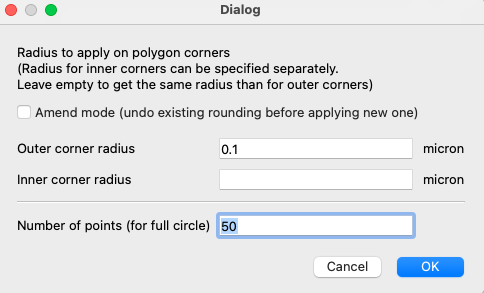 Dialog
Radius to apply on polygon corners
(Radius for inner corners can be specified separately.
Leave empty to get the same radius than for outer corners)
Amend mode (undo existing rounding before applying new one)
Outer corner radius 0.1 micron
Inner corner radius micron
Number of points (for full circle) 50
Cancel OK